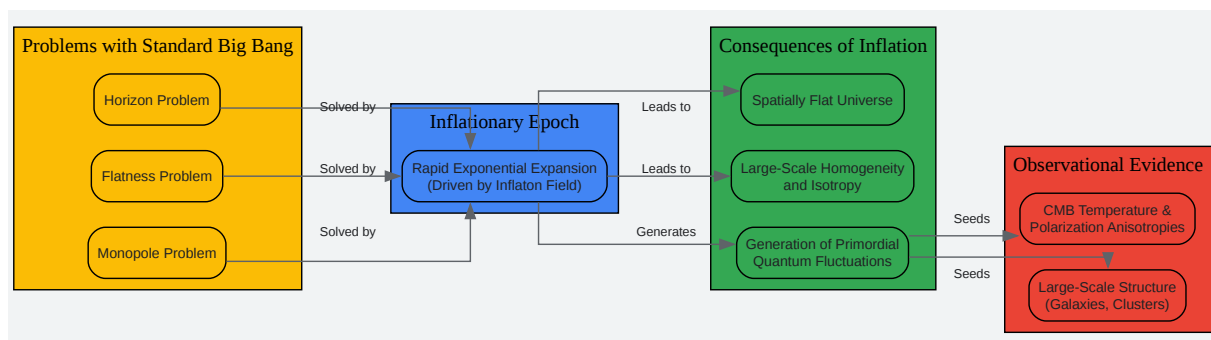 Problems with Standard Big Bang
Horizon Problem
Flatness Problem
Monopole Problem
Solved by
Solved by
Solved by
Inflationary Epoch
Rapid Exponential Expansion
(Driven by Inflaton Field)
Leads to
Leads to
Generates
Consequences of Inflation
Spatially Flat Universe
Large-Scale Homogeneity
and Isotropy
Generation of Primordial
Quantum Fluctuations
Seeds
Seeds
Observational Evidence
CMB Temperature &
Polarization Anisotropies
Large-Scale Structure
(Galaxies, Clusters)